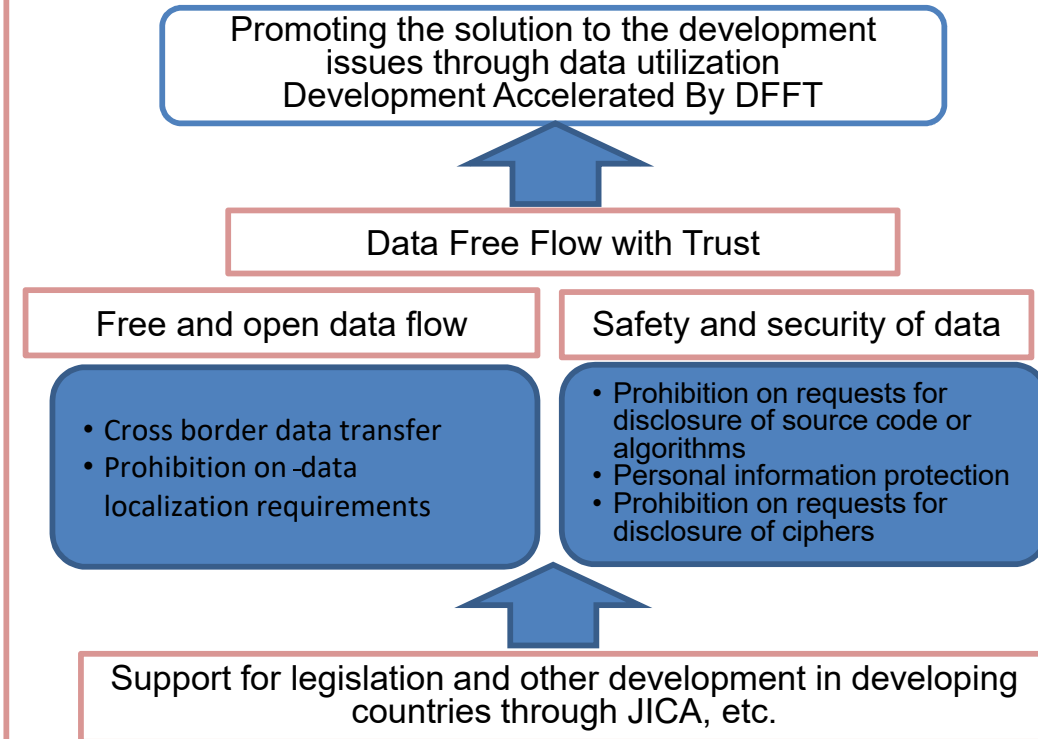 Promoting the solution to the development
issues through data utilization
Development Accelerated By DFFT
Data Free Flow with Trust
Free and open data flow
• Cross border data transfer
• Prohibition on -data
localization requirements
Safety and security of data
• Prohibition on requests for
disclosure of source code or
algorithms
• Personal information protection
• Prohibition on requests for
disclosure of ciphers
Support for legislation and other development in developing
countries through JICA, etc.